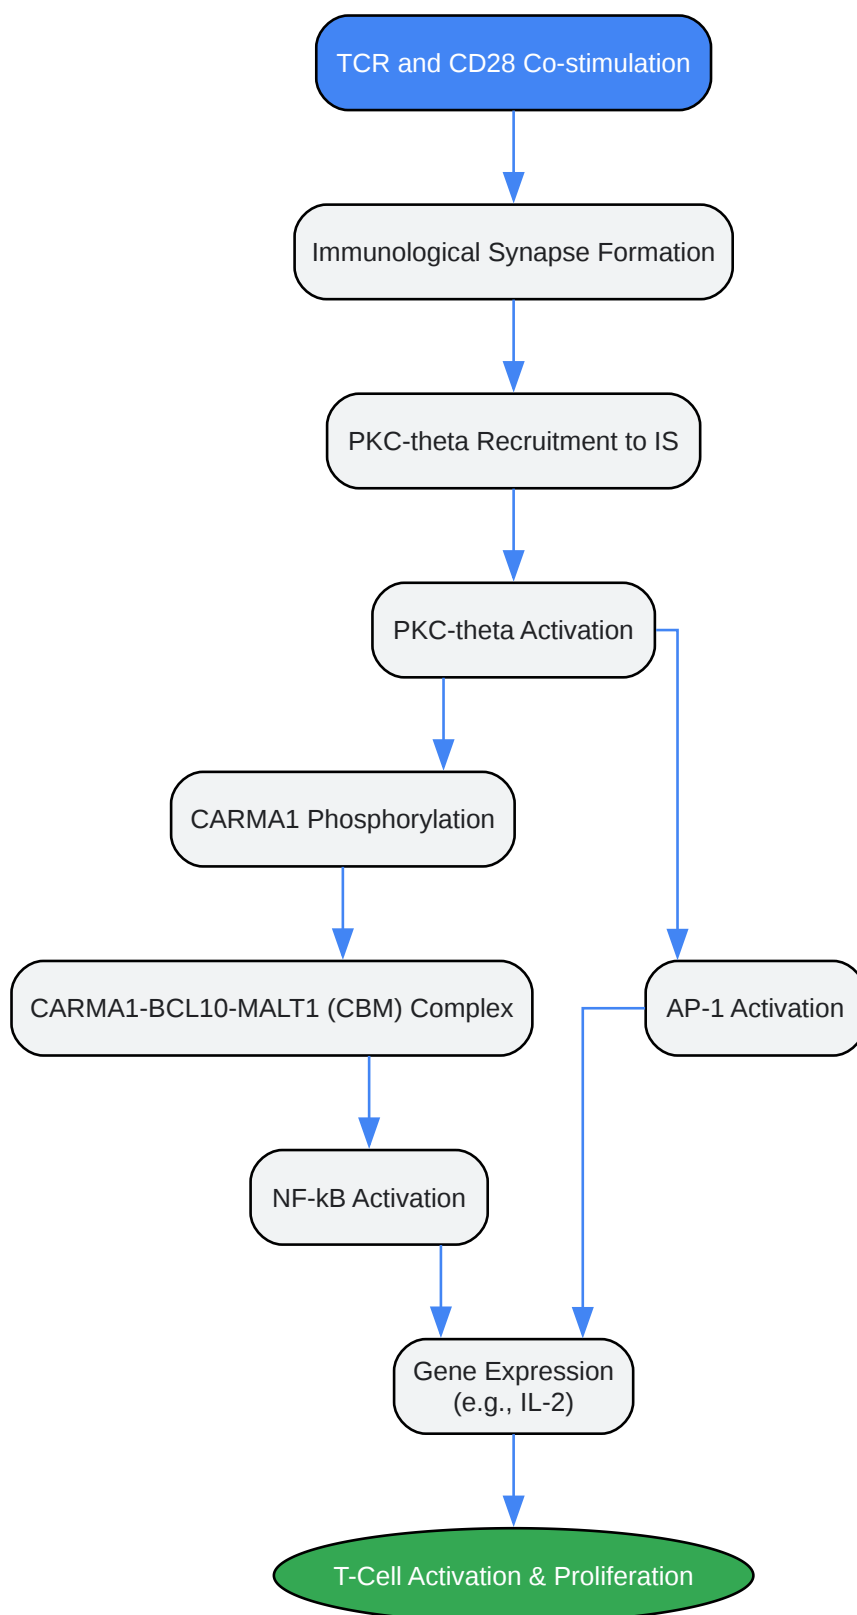 TCR and CD28 Co-stimulation
Immunological Synapse Formation
PKC-theta Recruitment to IS
PKC-theta Activation
CARMA1 Phosphorylation
CARMA1-BCL10-MALT1 (CBM) Complex
AP-1 Activation
NF-kB Activation
Gene Expression
(e.g., IL-2)
T-Cell Activation & Proliferation